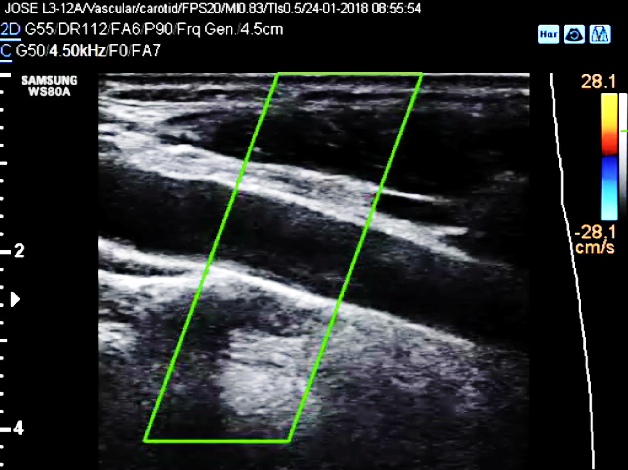 JOSE L3-12A/Vascular/carotid/FPS20/MI0.83/TIs0.5/24-01-2018 08:55:54
2D G55/DR112/FA6/P90/Frq Gen./4.5cm
C G50/4.50kHz/F0/FA7
Har
SAMSUNG
WS80A
28.1
2
-28.1
cm/s
4